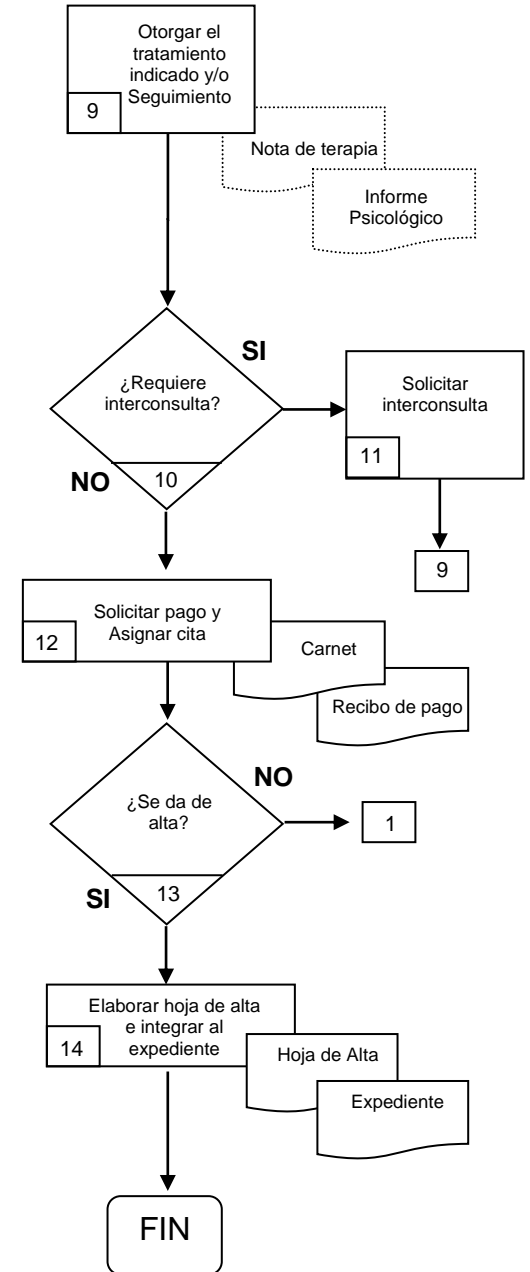 Otorgar el
tratamiento
indicado y/o
Seguimiento
9
Nota de terapia
Informe
Psicológico
SI
¿Requiere
interconsulta?
NO
10
Solicitar
interconsulta
11
9
Solicitar pago y
Asignar cita
12
Carnet
Recibo de pago
NO
¿Se da de
alta?
1
SI
13
Elaborar hoja de alta
e integrar al
expediente
14
Hoja de Alta
Expediente
FIN